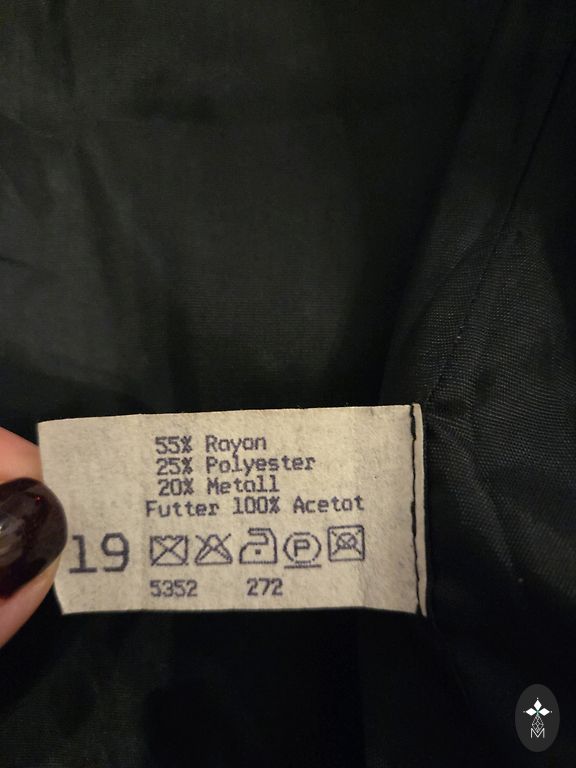 55% Rayon
25% Polyester
20% Metall
Futter 100% Acetat
19 P
5352 272
M